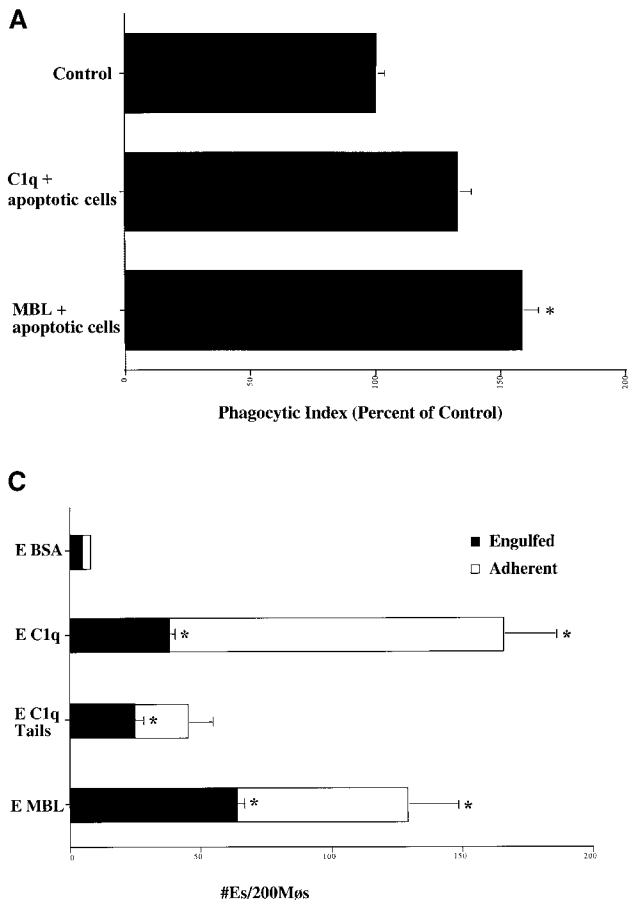 A
Control
C1q +
apoptotic cells
MBL +
apoptotic cells
*
0 50 100 150 200
Phagocytic Index (Percent of Control)
C
Engulfed
Adherent
E BSA
E C1q
* *
E C1q
Tails
*
E MBL
* *
0 50 100 150 200
#Es/200Møs